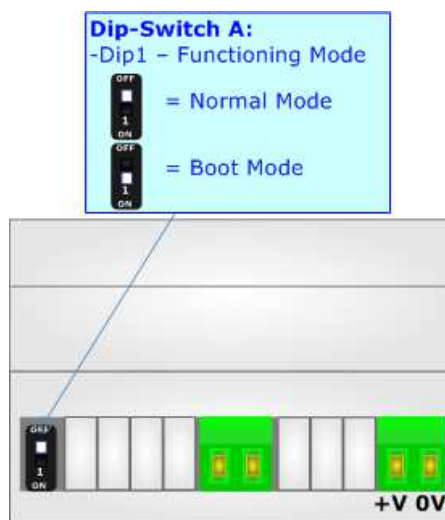 Dip-Switch A:
-Dip1 – Functioning Mode
OFF
1
ON
= Normal Mode
OFF
1
ON
= Boot Mode
OFF
1
ON
+V 0V